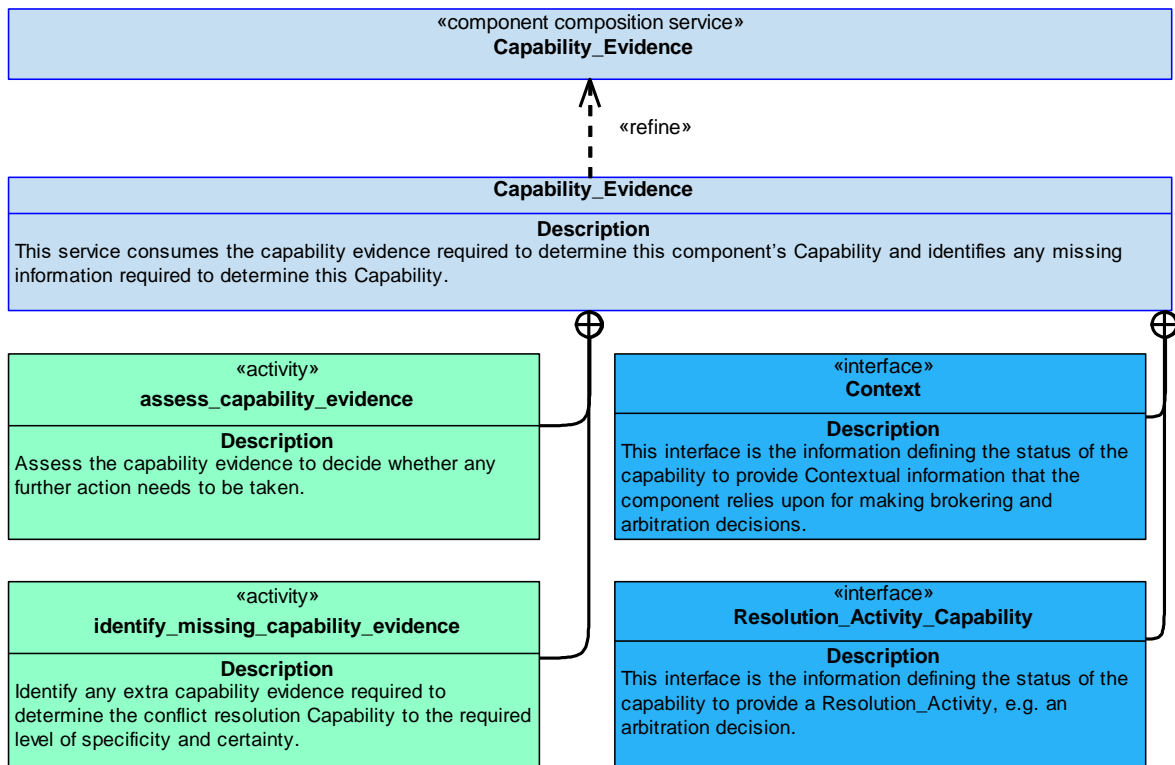 «component composition service»
Capability_Evidence
«refine»
Capability_Evidence
Description
This service consumes the capability evidence required to determine this component's Capability and identifies any missing
information required to determine this Capability.
«activity»
assess_capability_evidence
Description
Assess the capability evidence to decide whether any
further action needs to be taken.
«interface»
Context
Description
This interface is the information defining the status of the
capability to provide Contextual information that the
component relies upon for making brokering and
arbitration decisions.
«activity»
identify_missing_capability_evidence
Description
Identify any extra capability evidence required to
determine the conflict resolution Capability to the required
level of specificity and certainty.
«interface»
Resolution_Activity_Capability
Description
This interface is the information defining the status of the
capability to provide a Resolution_Activity, e.g. an
arbitration decision.